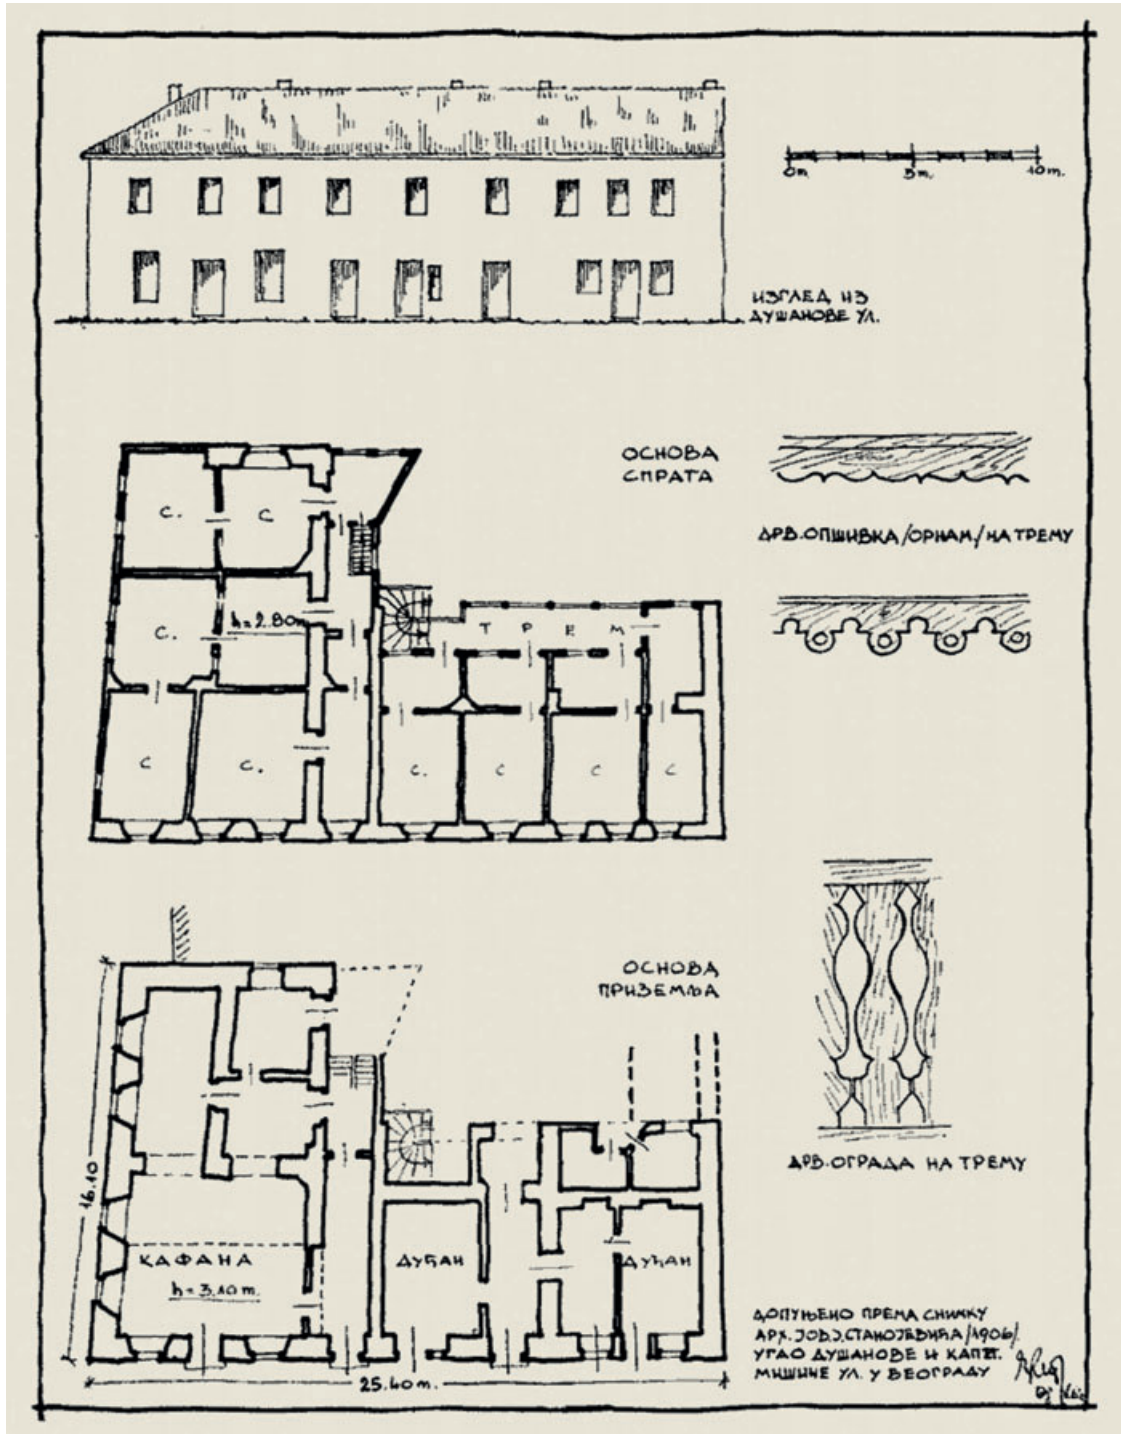 0m 5m. 10m.
ИЗГЛЕД ИЗ
ДУШАНОВЕ УЛ.
ОСНОВА
СПРАТА
С.
С
С.
h=2.80m
С
С.
ТРЕМ
С.
С
С
С
ДРВ.ОПШИВКА/ОРНАМ/НА ТРЕМУ
ОСНОВА
ПРИЗЕМЉА
16.10
КАФАНА
h=3.10m.
ДУЋАН
ДУЋАН
25.40m.
ДРВ.ОГРАДА НА ТРЕМУ
ДОПУЊЕНО ПРЕМА СНИМКУ
АРХ.ЈОВ.Ј.СТАНОЈЕВИЋА/1906/.
УГАО ДУШАНОВЕ И КАПЕТ.
МИШИНЕ УЛ. У БЕОГРАДУ